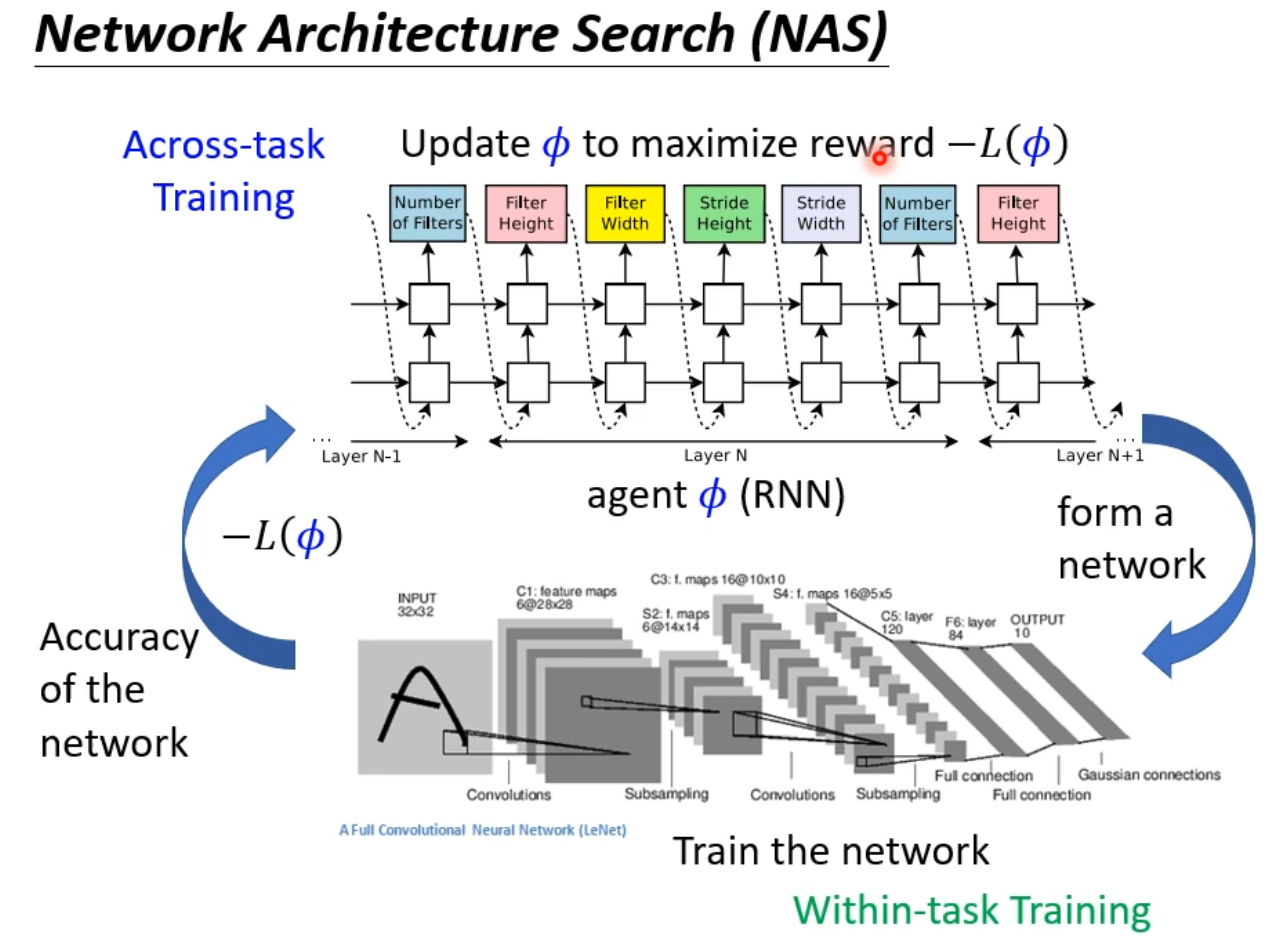 Network Architecture Search (NAS)
Across-task
Training
Update ϕ to maximize reward −L(ϕ)
Number
of Filters
Filter
Height
Filter
Width
Stride
Height
Stride
Width
Number
of Filters
Filter
Height
...
Layer N-1
Layer N
...
Layer N+1
agent ϕ (RNN)
−L(ϕ)
form a
network
Accuracy
of the
network
INPUT
32x32
C1: feature maps
6@28x28
S2: f. maps
6@14x14
C3: f. maps 16@10x10
S4: f. maps 16@5x5
C5: layer
120
F6: layer
84
OUTPUT
10
Convolutions
Subsampling
Convolutions
Subsampling
Full connection
Full connection
Gaussian connections
A Full Convolutional Neural Network (LeNet)
Train the network
Within-task Training